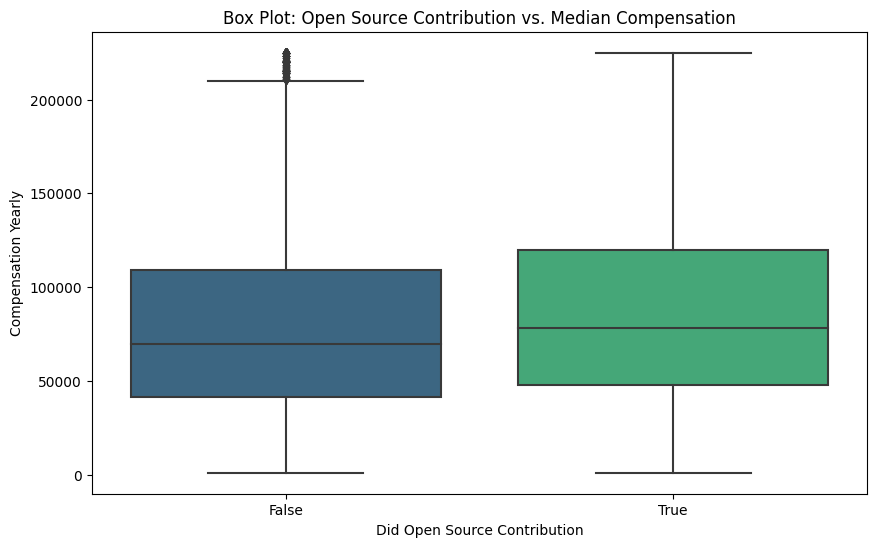 Box Plot: Open Source Contribution vs. Median Compensation
Compensation Yearly
200000
150000
100000
50000
0
False
True
Did Open Source Contribution